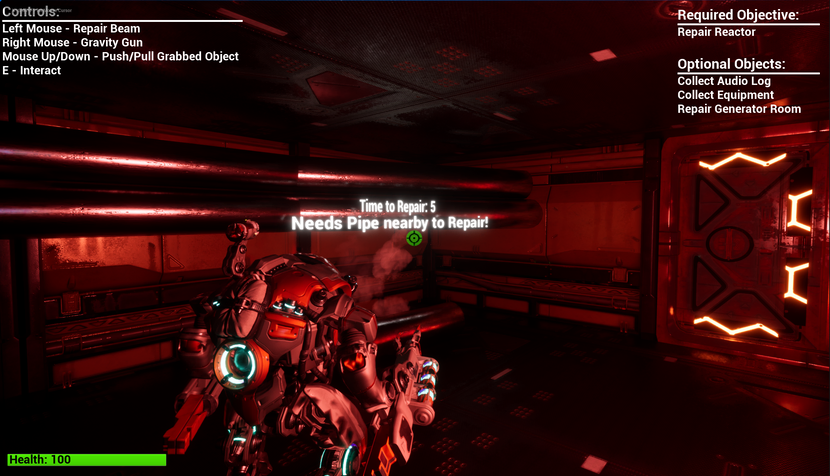 Controls:
Left Mouse - Repair Beam
Right Mouse - Gravity Gun
Mouse Up/Down - Push/Pull Grabbed Object
E - Interact
Required Objective:
Repair Reactor
Optional Objects:
Collect Audio Log
Collect Equipment
Repair Generator Room
Time to Repair: 5
Needs Pipe nearby to Repair!
Health: 100